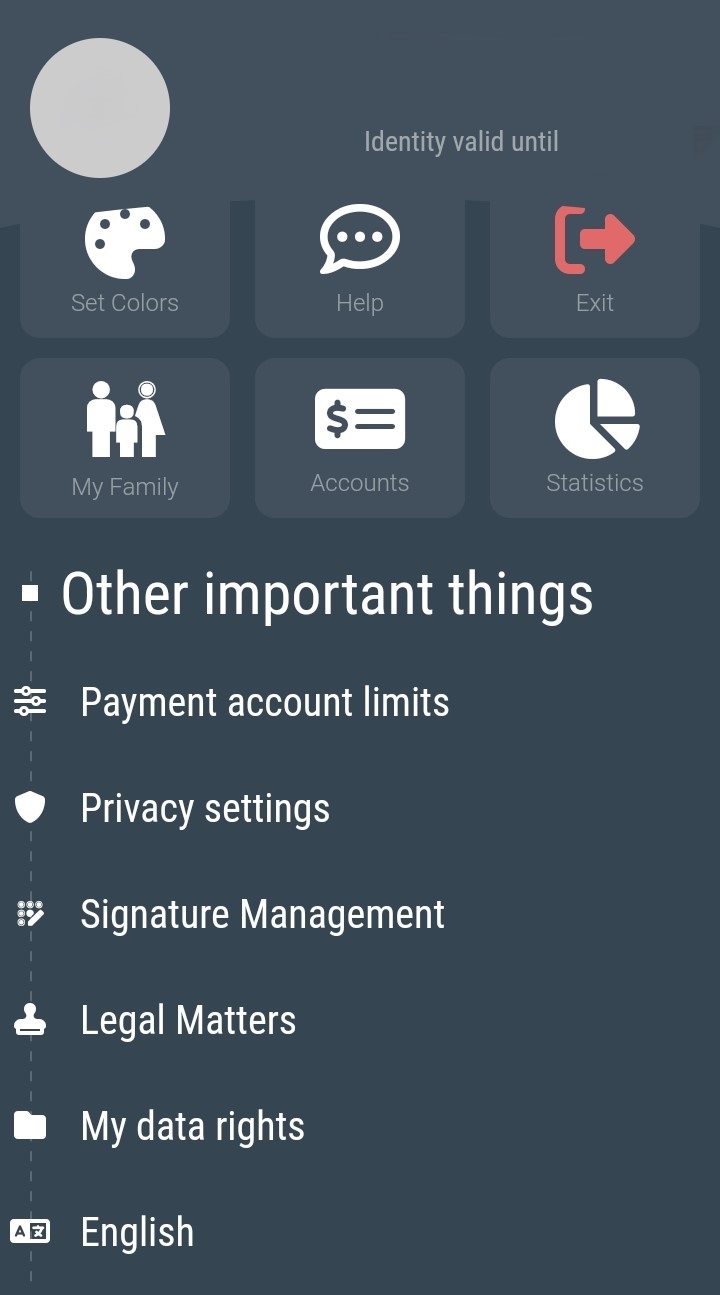 Identity valid until
Set Colors
Help
Exit
My Family
Accounts
Statistics
Other important things
Payment account limits
Privacy settings
Signature Management
Legal Matters
My data rights
English